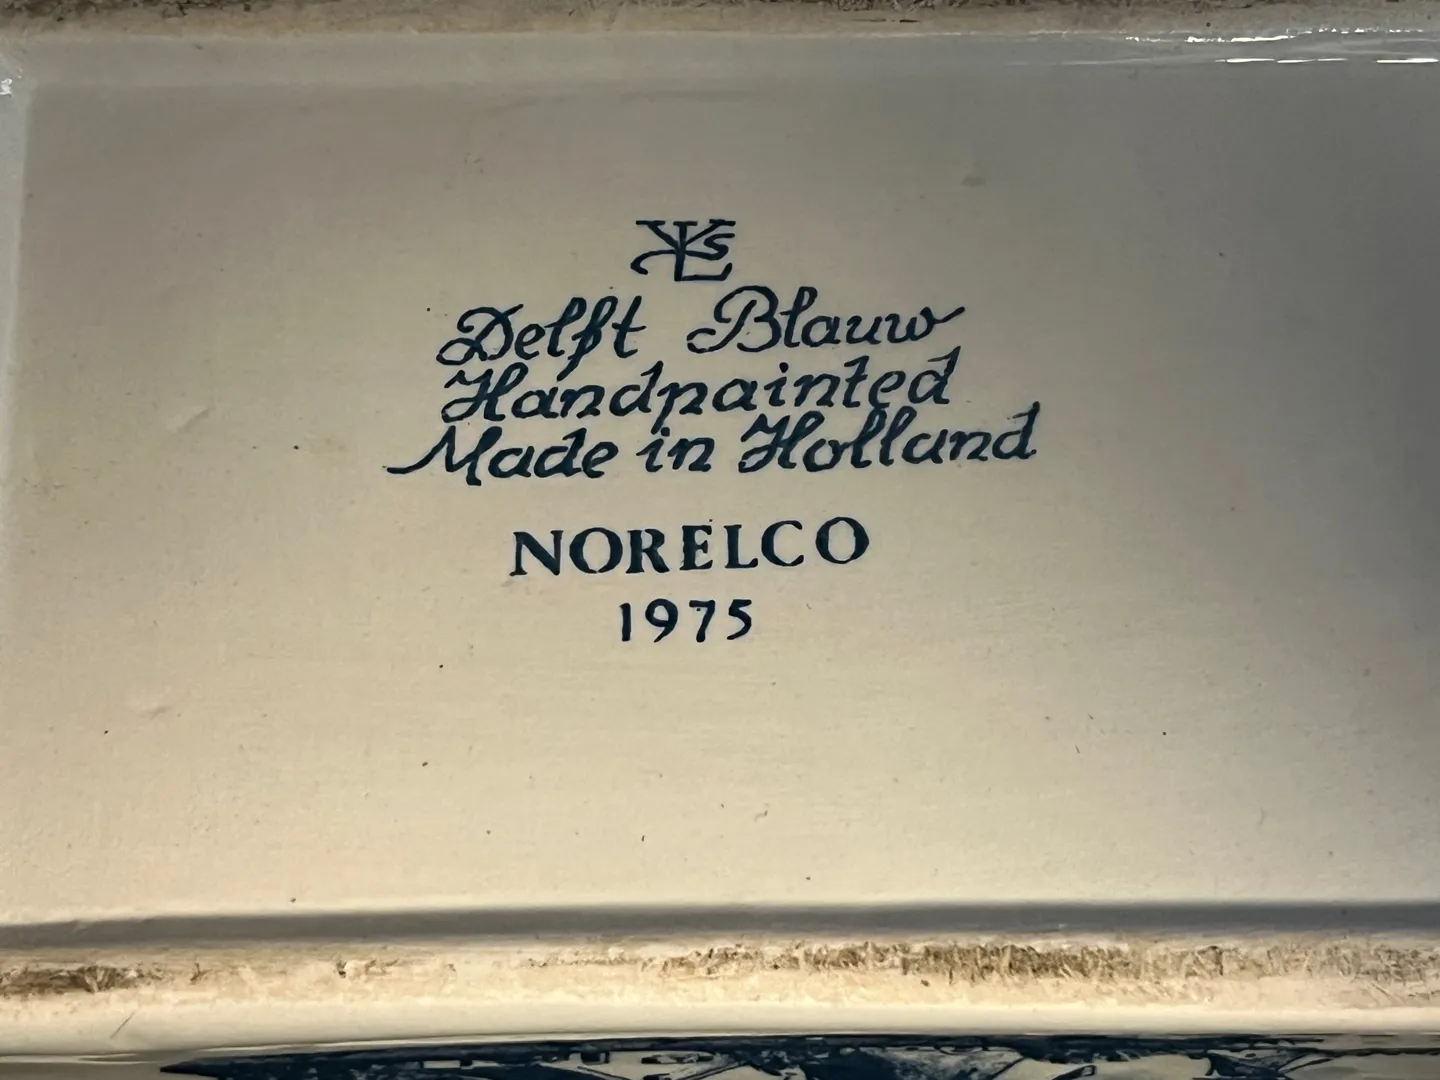 Delft Blauw
Handpainted
Made in Holland
NORELCO
1975